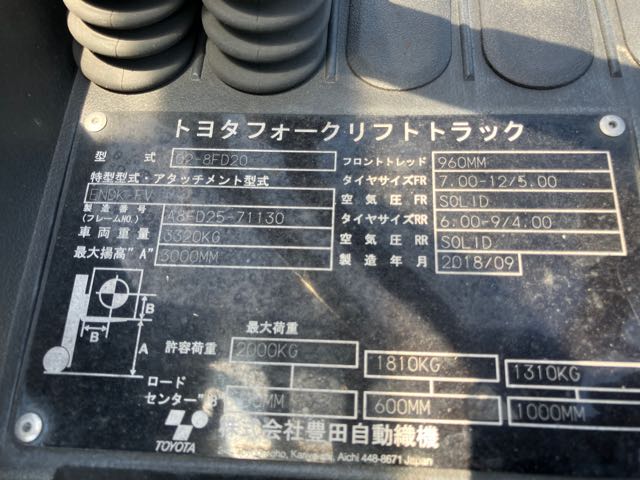 トヨタフォークリフトトラック
型 式 02-8FD20
特型型式・アタッチメント型式
製造番号
(フレームNO.) A8FD25-71130
車両重量 3320KG
最大揚高"A" 3000MM
フロントトレッド 960MM
タイヤサイズFR 7.00-12/5.00
空気圧 FR SOLID
タイヤサイズRR 6.00-9/4.00
空気圧 RR SOLID
製造年月 2018/09
B
B
A
最大荷重
許容荷重 2000KG 1810KG 1310KG
ロード
センター"B" 600MM 1000MM
TOYOTA
株式会社豊田自動織機
Aichi 448-8671 Japan